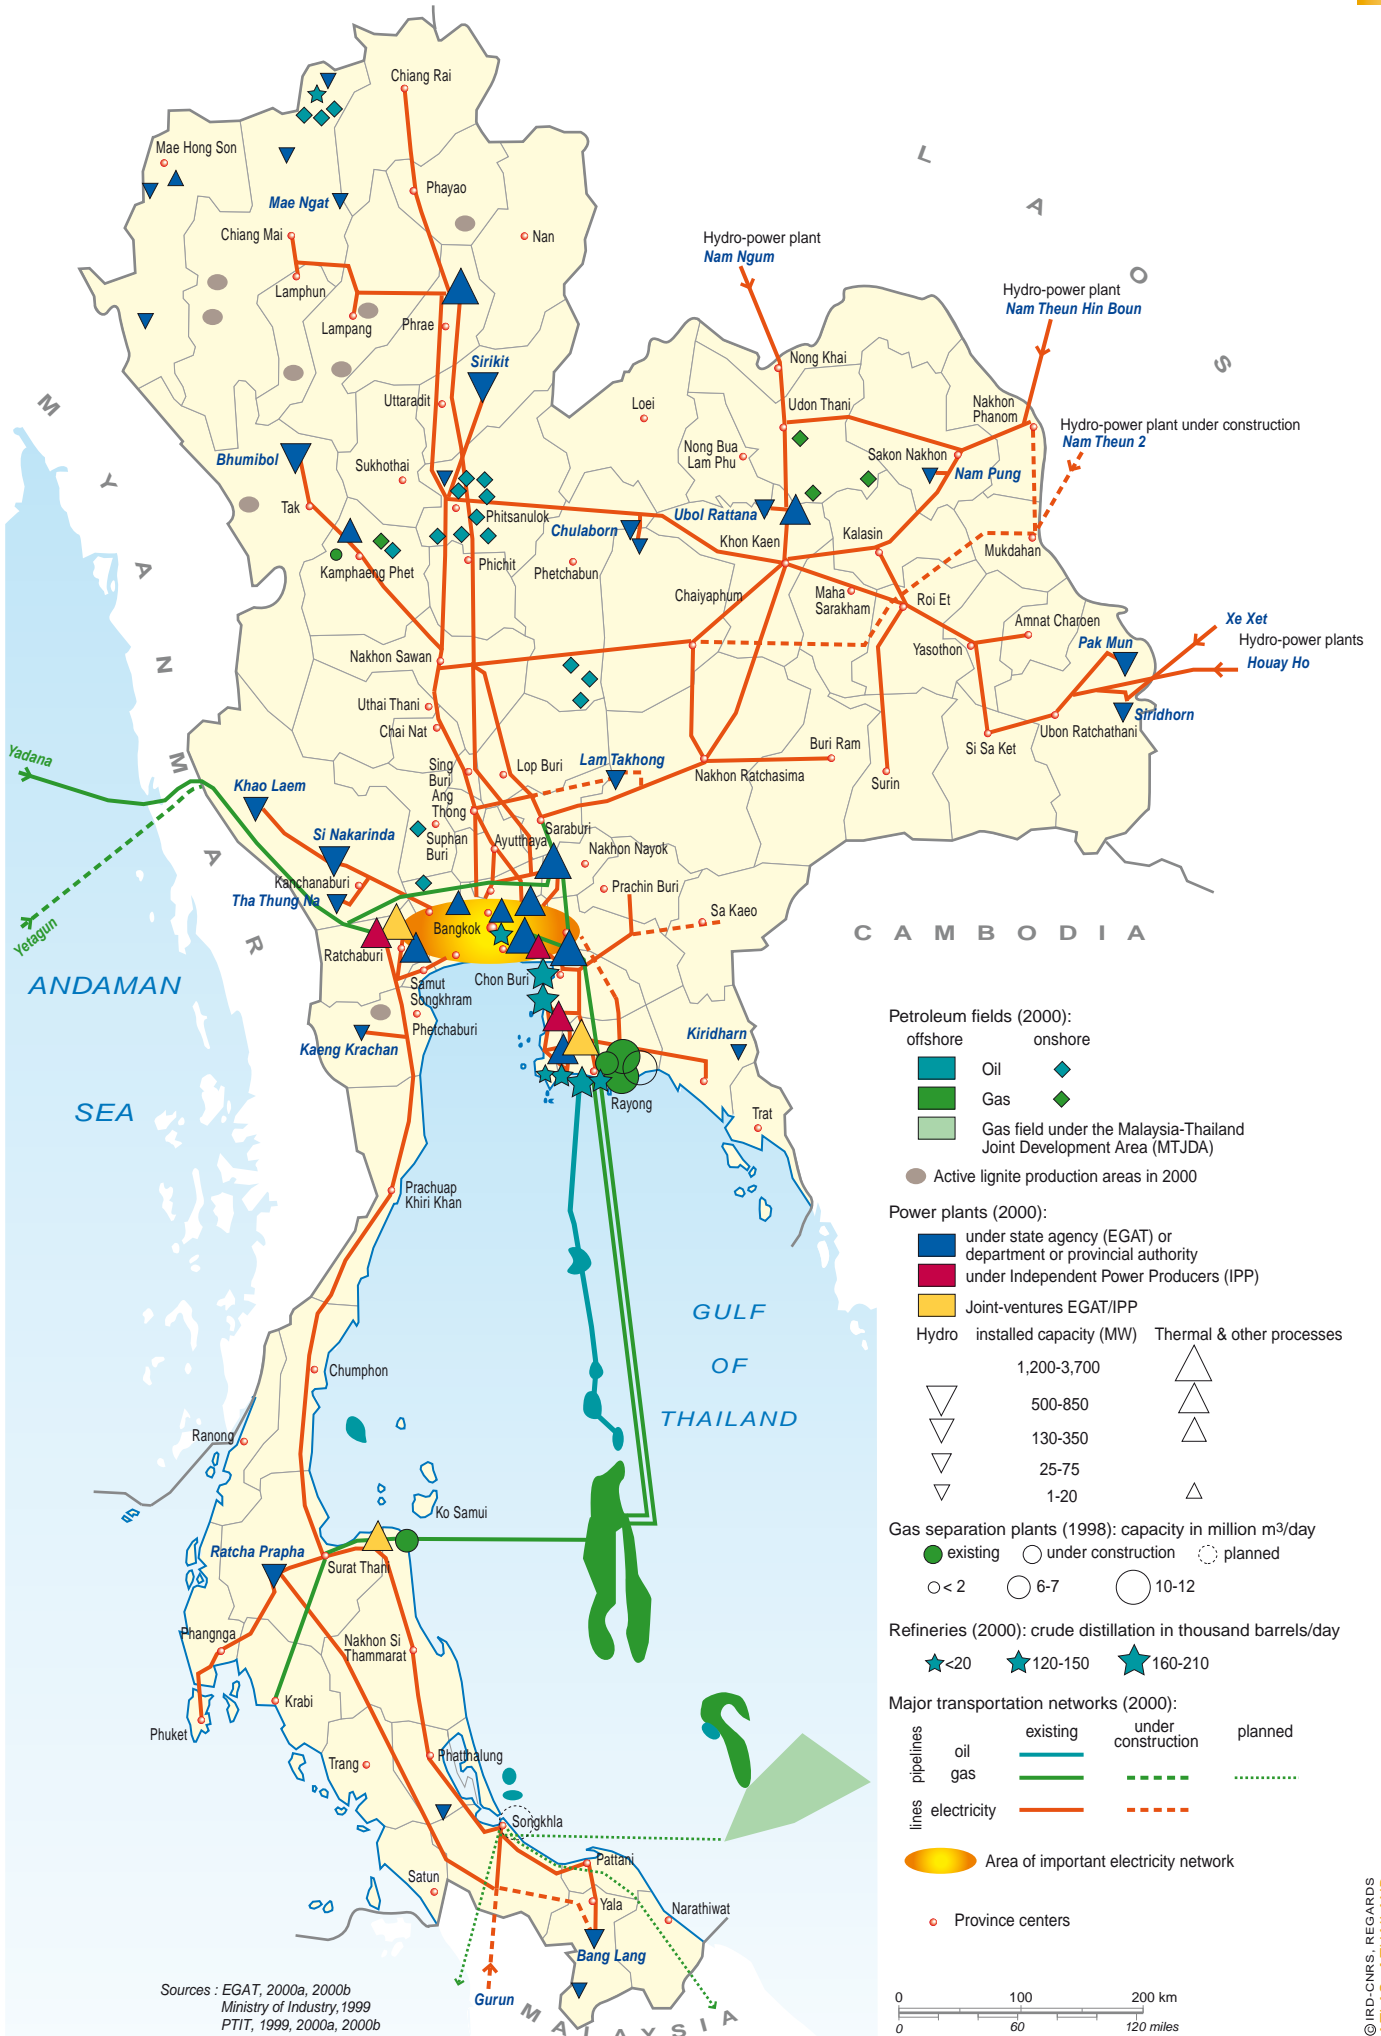 Chiang Rai
Mae Hong Son
Phayao
Mae Ngat
Chiang Mai
Nan
Lamphun
Lampang
Phrae
Sirikit
Uttaradit
Bhumibol
Sukhothai
Tak
Phitsanulok
Kamphaeng Phet
Phichit
Phetchabun
Chulaborn
L A O S
Hydro-power plant
Nam Ngum
Hydro-power plant
Nam Theun Hin Boun
Hydro-power plant under construction
Nam Theun 2
Nong Khai
Loei
Udon Thani
Nakhon
Phanom
Nong Bua
Lam Phu
Sakon Nakhon
Nam Pung
Ubol Rattana
Khon Kaen
Kalasin
Mukdahan
Chaiyaphum
Maha
Sarakham
Roi Et
Amnat Charoen
Yasothon
Pak Mun
Xe Xet
Hydro-power plants
Houay Ho
Siridhorn
Ubon Ratchathani
Si Sa Ket
Surin
Buri Ram
Nakhon Ratchasima
Lam Takhong
Nakhon Sawan
Uthai Thani
Chai Nat
Sing
Buri
Ang
Thong
Lop Buri
Suphan
Buri
Ayutthaya
Saraburi
Nakhon Nayok
Prachin Buri
Sa Kaeo
M Y A N M A R
Yadana
Yetagun
Khao Laem
Si Nakarinda
Kanchanaburi
Tha Thung Na
Bangkok
Ratchaburi
Samut
Songkhram
Chon Buri
Phetchaburi
Kaeng Krachan
Kiridharn
Rayong
Trat
C A M B O D I A
ANDAMAN
SEA
Prachuap
Khiri Khan
GULF
OF
THAILAND
Chumphon
Ranong
Ko Samui
Ratcha Prapha
Surat Thani
Phangnga
Nakhon Si
Thammarat
Krabi
Phuket
Trang
Phatthalung
Songkhla
Pattani
Satun
Yala
Narathiwat
Bang Lang
Gurun
M A L A Y S I A
Petroleum fields (2000):
offshore onshore
Oil
Gas
Gas field under the Malaysia-Thailand
Joint Development Area (MTJDA)
Active lignite production areas in 2000
Power plants (2000):
under state agency (EGAT) or
department or provincial authority
under Independent Power Producers (IPP)
Joint-ventures EGAT/IPP
Hydro installed capacity (MW) Thermal & other processes
1,200-3,700
500-850
130-350
25-75
1-20
Gas separation plants (1998): capacity in million m³/day
existing under construction planned
< 2 6-7 10-12
Refineries (2000): crude distillation in thousand barrels/day
<20 120-150 160-210
Major transportation networks (2000):
existing under construction planned
pipelines
oil
gas
lines
electricity
Area of important electricity network
Province centers
0 100 200 km
0 60 120 miles
Sources : EGAT, 2000a, 2000b
Ministry of Industry,1999
PTIT, 1999, 2000a, 2000b
© IRD-CNRS, REGARDS